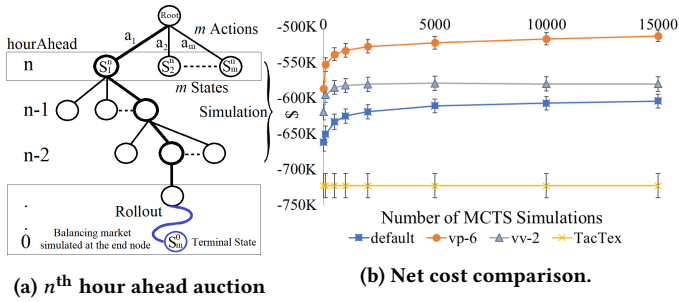 Root
a₁
a₂
aₘ
m Actions
hourAhead
n
S₁ⁿ
S₂ⁿ
Sₘⁿ
m States
n-1
Simulation
n-2
Rollout
.
.
0
Balancing market
simulated at the end node
Sₘ⁰
Terminal State
(a) nᵗʰ hour ahead auction
0 5000 10000 15000
-500K
-550K
-600K
-650K
-700K
-750K
$
Number of MCTS Simulations
default vp-6 vv-2 TacTex
(b) Net cost comparison.